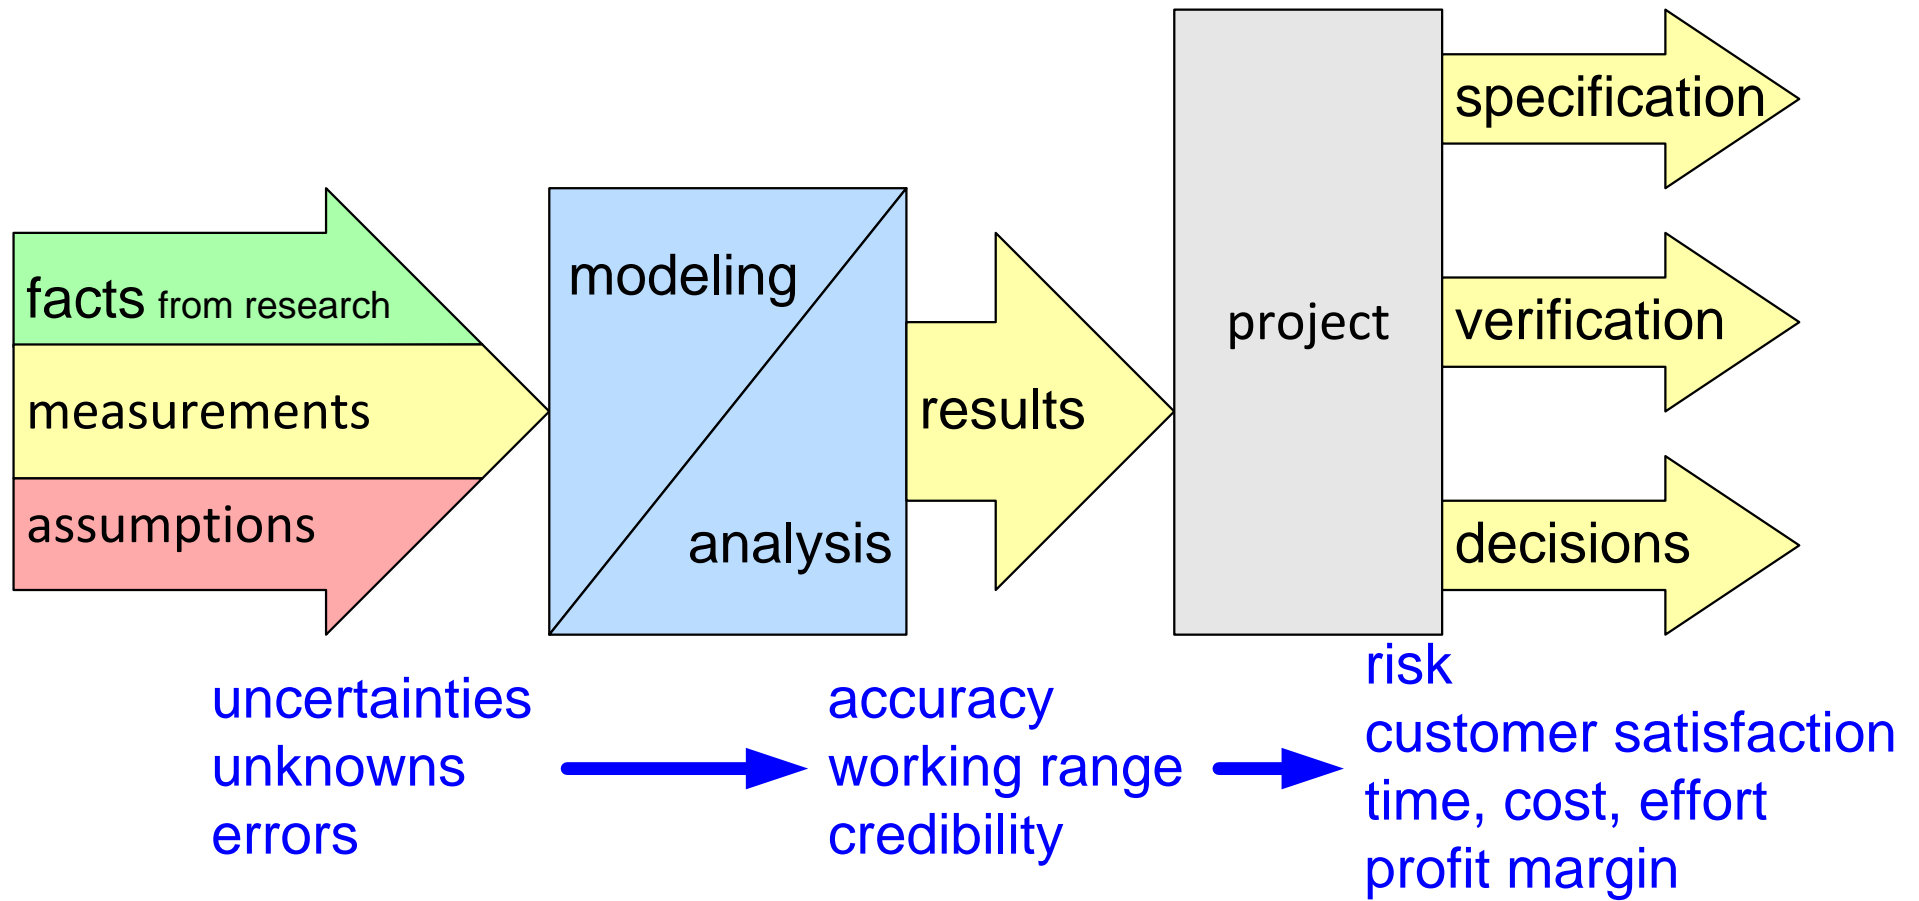 facts from research
measurements
assumptions
modeling
analysis
results
project
specification
verification
decisions
uncertainties
unknowns
errors
accuracy
working range
credibility
risk
customer satisfaction
time, cost, effort
profit margin